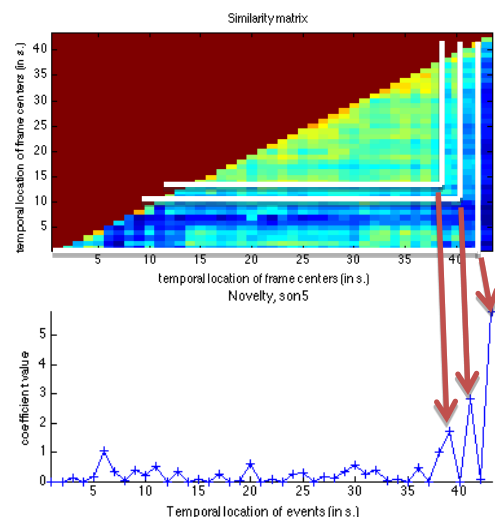 Similarity matrix
temporal location of frame centers (in s.)
40
35
30
25
20
15
10
5
5 10 15 20 25 30 35 40
temporal location of frame centers (in s.)
Novelty, son5
coefficient value
5
4
3
2
1
0
5 10 15 20 25 30 35 40
Temporal location of events (in s.)